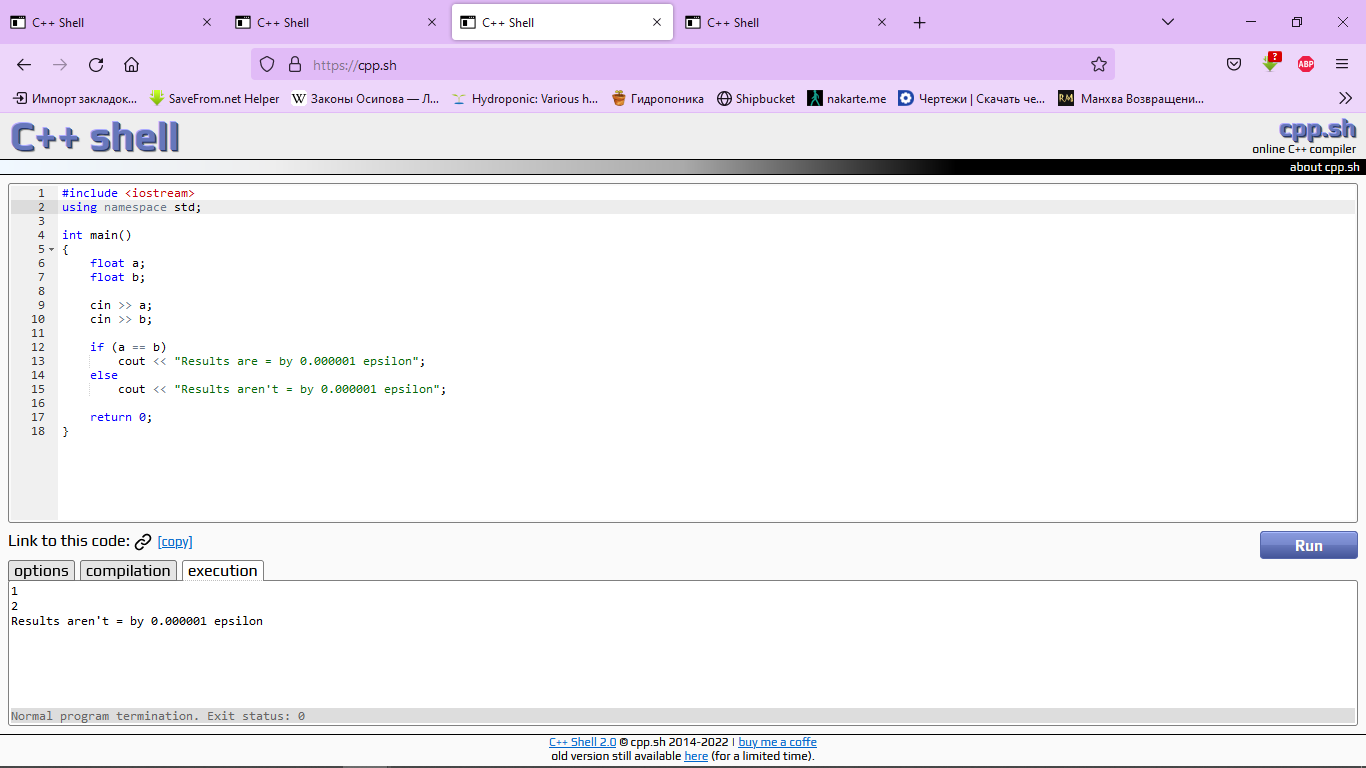 C++ Shell
C++ Shell
C++ Shell
C++ Shell
https://cpp.sh
?
ABP
Импорт закладок...
SaveFrom.net Helper
W Законы Осипова — Л...
Hydroponic: Various h...
Гидропоника
Shipbucket
nakarte.me
Чертежи | Скачать че...
RM Манхва Возвращени...
C++ shell
cpp.sh
online C++ compiler
about cpp.sh
1 #include <iostream>
2 using namespace std;
3
4 int main()
5 {
6 float a;
7 float b;
8
9 cin >> a;
10 cin >> b;
11
12 if (a == b)
13 cout << "Results are = by 0.000001 epsilon";
14 else
15 cout << "Results aren't = by 0.000001 epsilon";
16
17 return 0;
18 }
Link to this code: [copy]
Run
options compilation execution
1
2
Results aren't = by 0.000001 epsilon
Normal program termination. Exit status: 0
C++ Shell 2.0 © cpp.sh 2014-2022 | buy me a coffe
old version still available here (for a limited time).